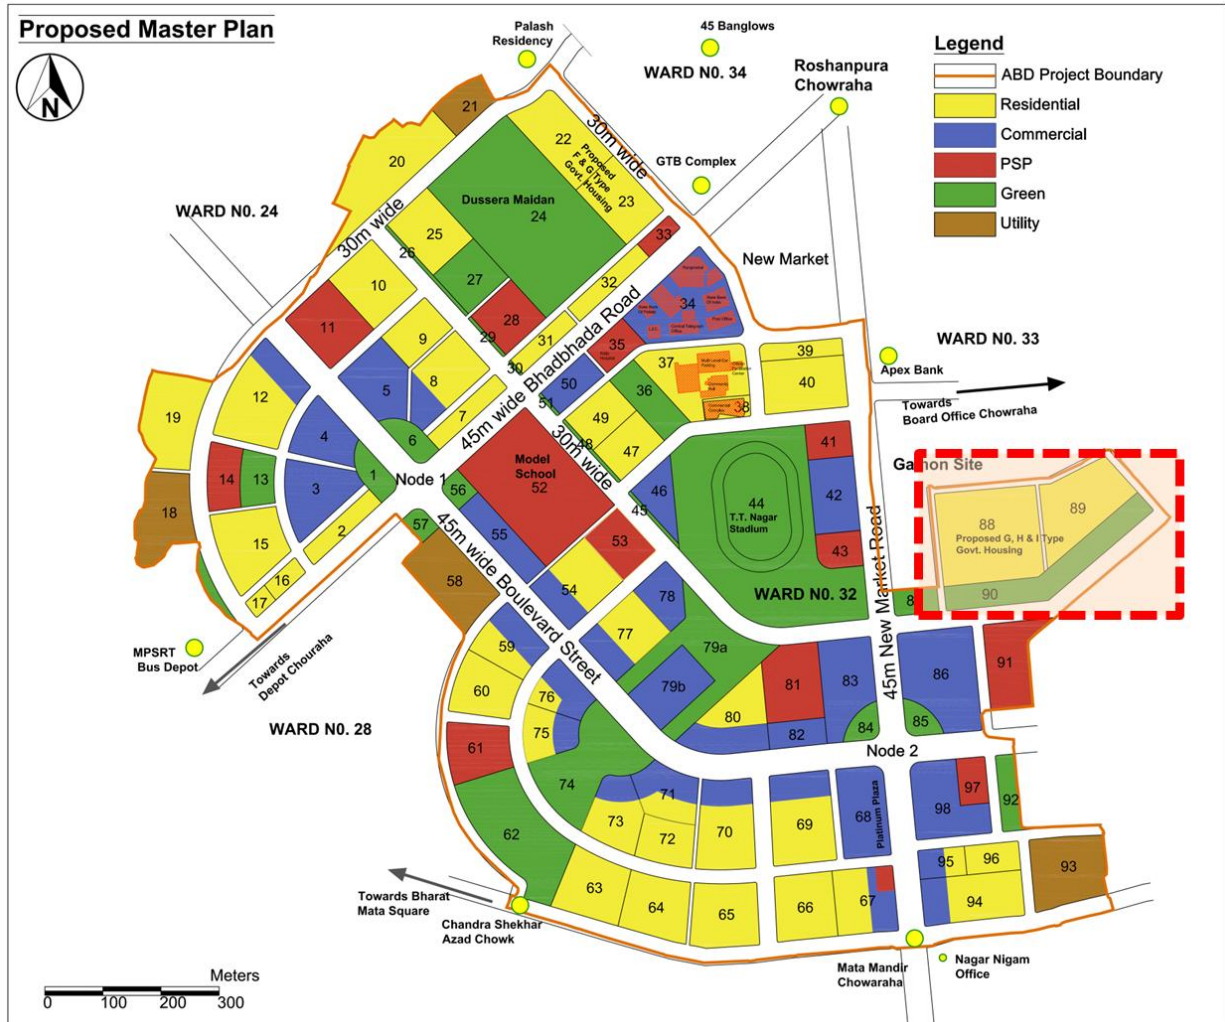 Proposed Master Plan
N
Palash
Residency
45 Banglows
WARD N0. 34
Roshanpura
Chowraha
Legend
ABD Project Boundary
Residential
Commercial
PSP
Green
Utility
21
20
22
Proposed
F & G Type
Govt. Housing
30m wide
23
GTB Complex
WARD N0. 24
Dussera Maidan
24
30m wide
25
26
27
33
New Market
10
32
34
11
28
29
9
31
30
45m wide Bhadbhada Road
35
WARD N0. 33
Apex Bank
Towards
Board Office Chowraha
39
40
37
36
38
50
51
5
8
12
19
7
49
48
47
30m wide
6
4
41
Model
School
52
14
13
1
Node 1
3
56
46
44
T.T. Nagar
Stadium
42
45
Site
89
88
Proposed G, H & I Type
Govt. Housing
18
2
57
15
55
53
43
45m wide Boulevard Street
45m New Market Road
16
17
58
54
78
WARD N0. 32
8
90
MPSRT
Bus Depot
Towards
Depot Chouraha
59
77
79a
60
76
79b
81
83
86
91
WARD N0. 28
75
80
82
84
85
61
Node 2
74
71
97
92
62
73
72
70
69
68
Platinum Plaza
98
95
96
93
63
64
65
66
67
94
Towards Bharat
Mata Square
Chandra Shekhar
Azad Chowk
Mata Mandir
Chowaraha
Nagar Nigam
Office
Meters
0 100 200 300